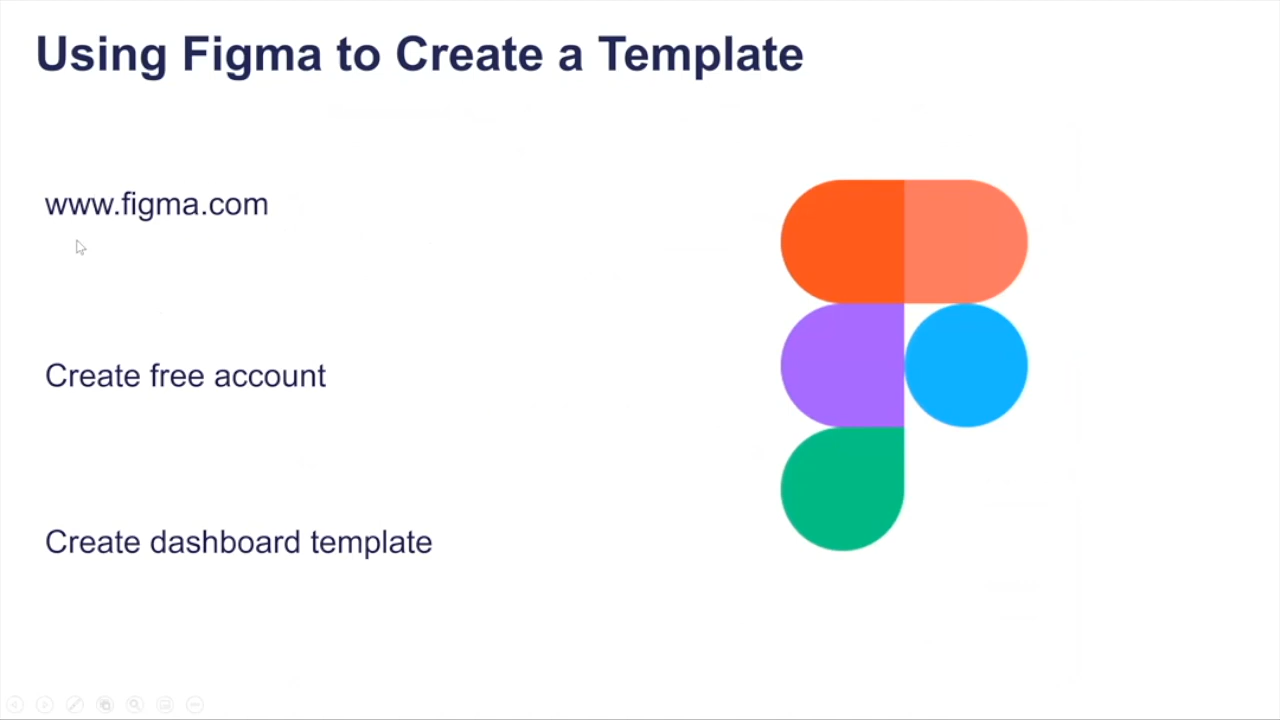 Using Figma to Create a Template
www.figma.com
Create free account
Create dashboard template